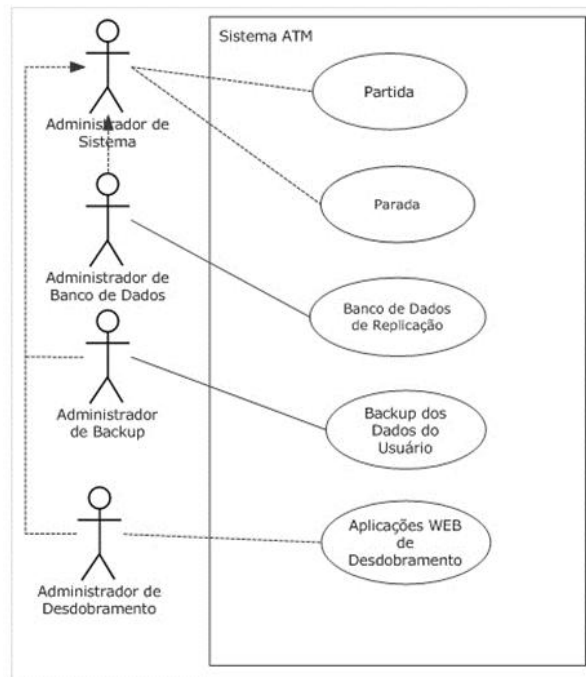 Sistema ATM
Partida
Administrador de
Sistema
Parada
Administrador de
Banco de Dados
Banco de Dados
de Replicação
Administrador
de Backup
Backup dos
Dados do
Usuário
Aplicações WEB
de
Desdobramento
Administrador de
Desdobramento